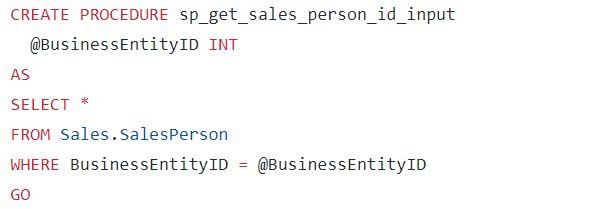 CREATE PROCEDURE sp_get_sales_person_id_input
  @BusinessEntityID INT
AS
SELECT *
FROM Sales.SalesPerson
WHERE BusinessEntityID = @BusinessEntityID
GO